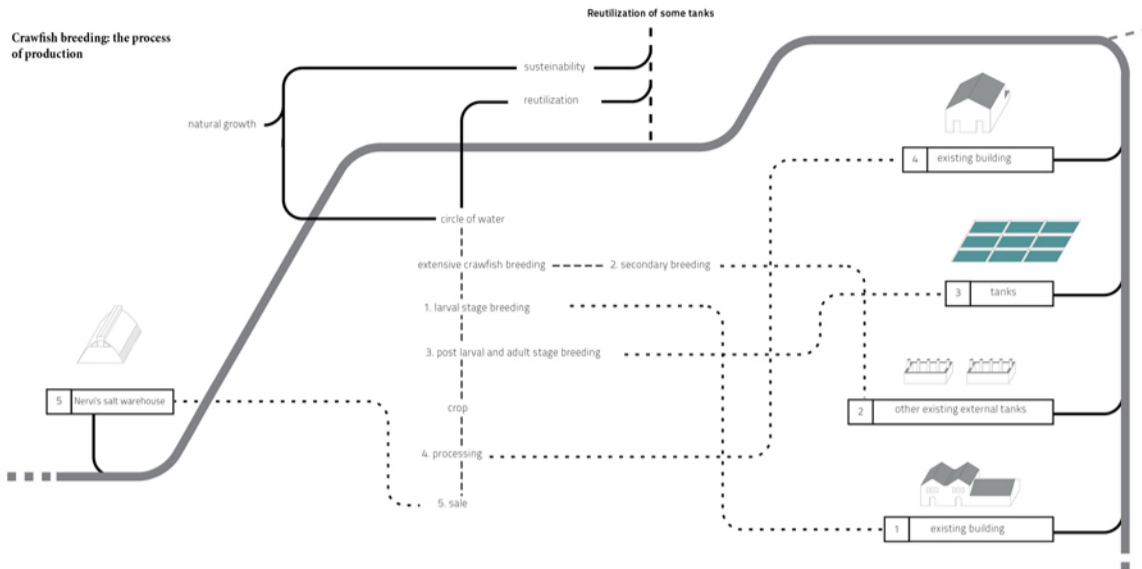 Reutilization of some tanks
Crawfish breeding: the process
of production
susteinability
reutilization
natural growth
4 existing building
circle of water
extensive crawfish breeding
2. secondary breeding
3 tanks
1. larval stage breeding
3. post larval and adult stage breeding
5 Nervi's salt warehouse
crop
2 other existing external tanks
4. processing
5. sale
1 existing building